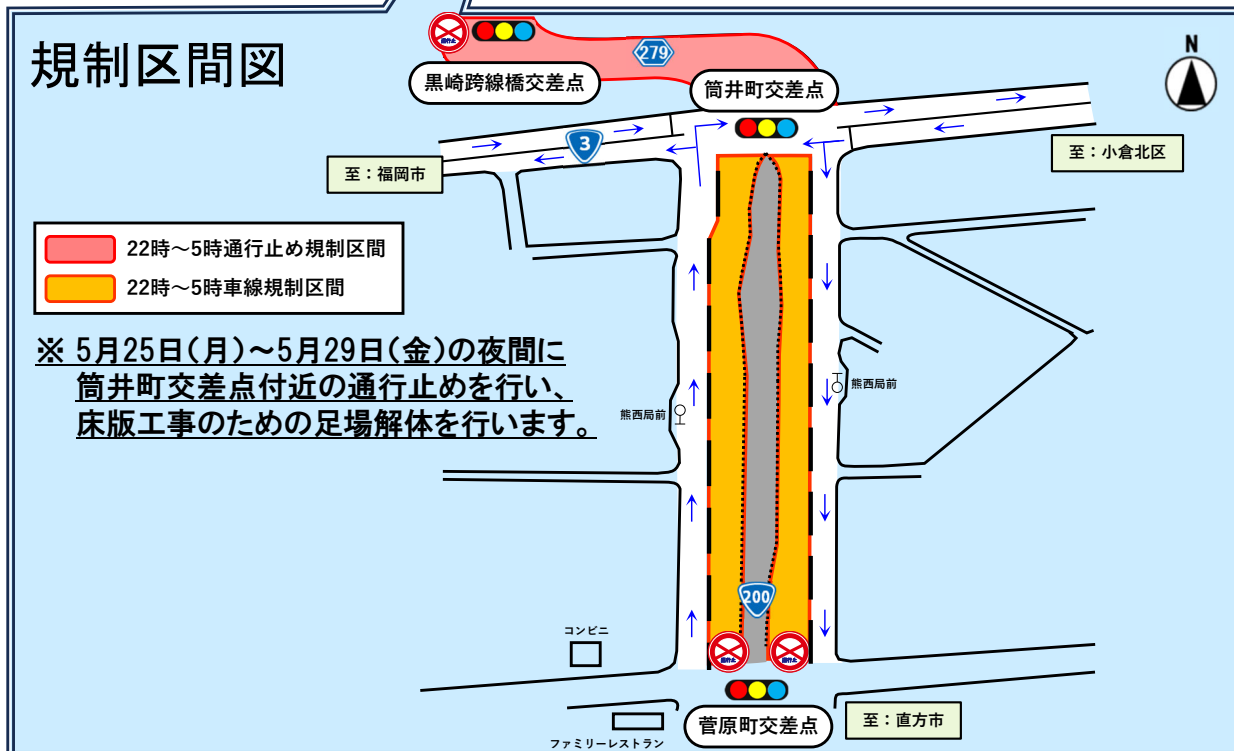 規制区間図
279
黒崎跨線橋交差点
筒井町交差点
N
3
至：福岡市
至：小倉北区
22時～5時通行止め規制区間
22時～5時車線規制区間
※ 5月25日(月)～5月29日(金)の夜間に
筒井町交差点付近の通行止めを行い、
床版工事のための足場解体を行います。
熊西局前
熊西局前
200
コンビニ
通行止
通行止
菅原町交差点
至：直方市
ファミリーレストラン